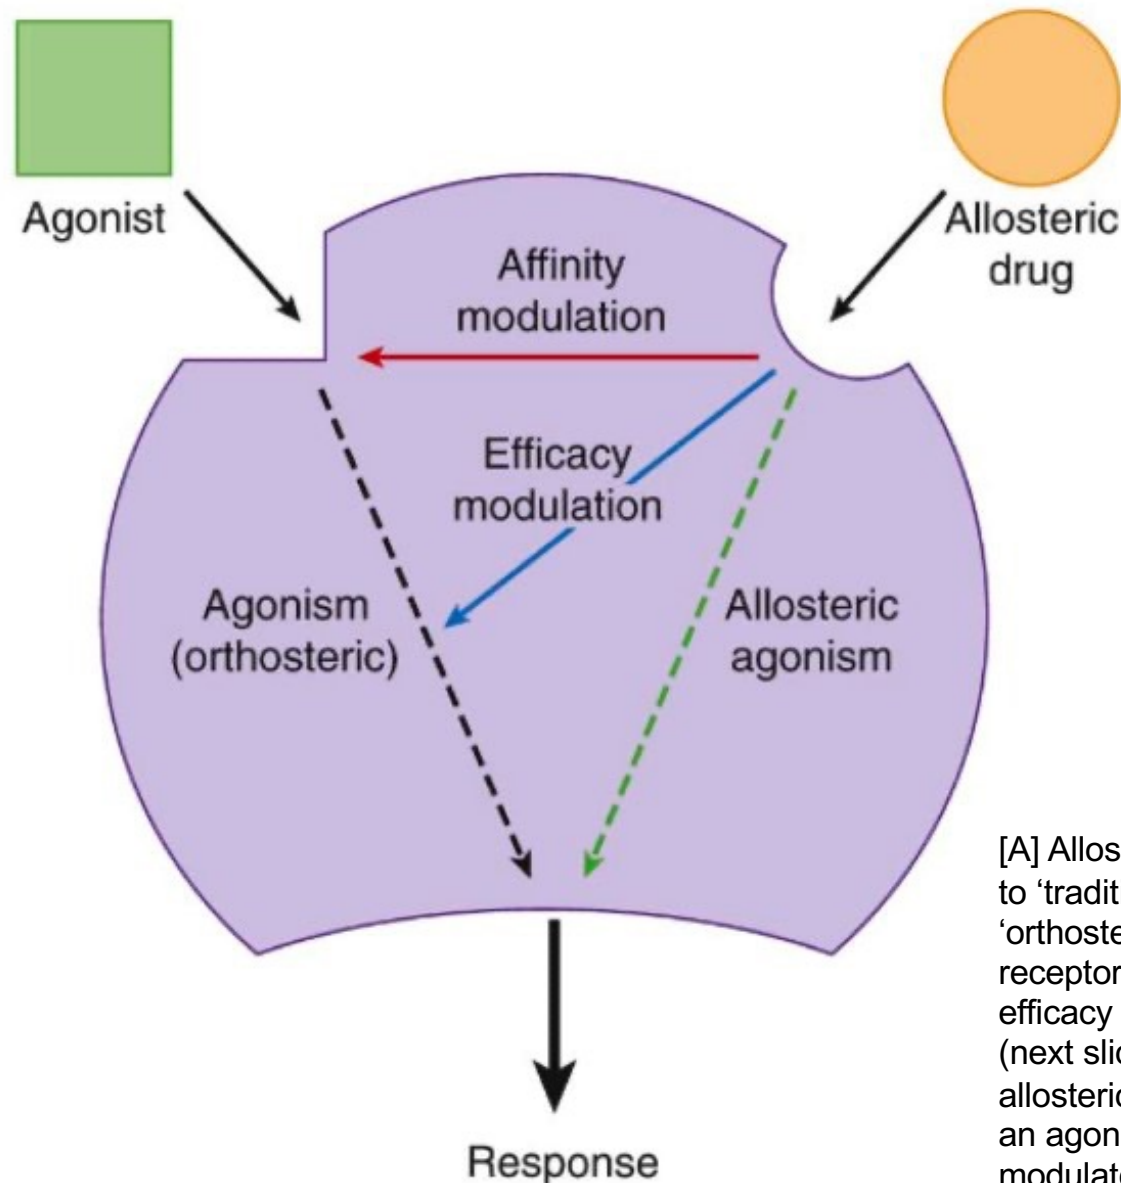 Agonist
Allosteric
drug
Affinity
modulation
Efficacy
modulation
Agonism
(orthosteric)
Allosteric
agonism
Response
[A] Allos
to ‘tradit
‘orthoste
receptor
efficacy
(next slid
allosteric
an agon
modulate